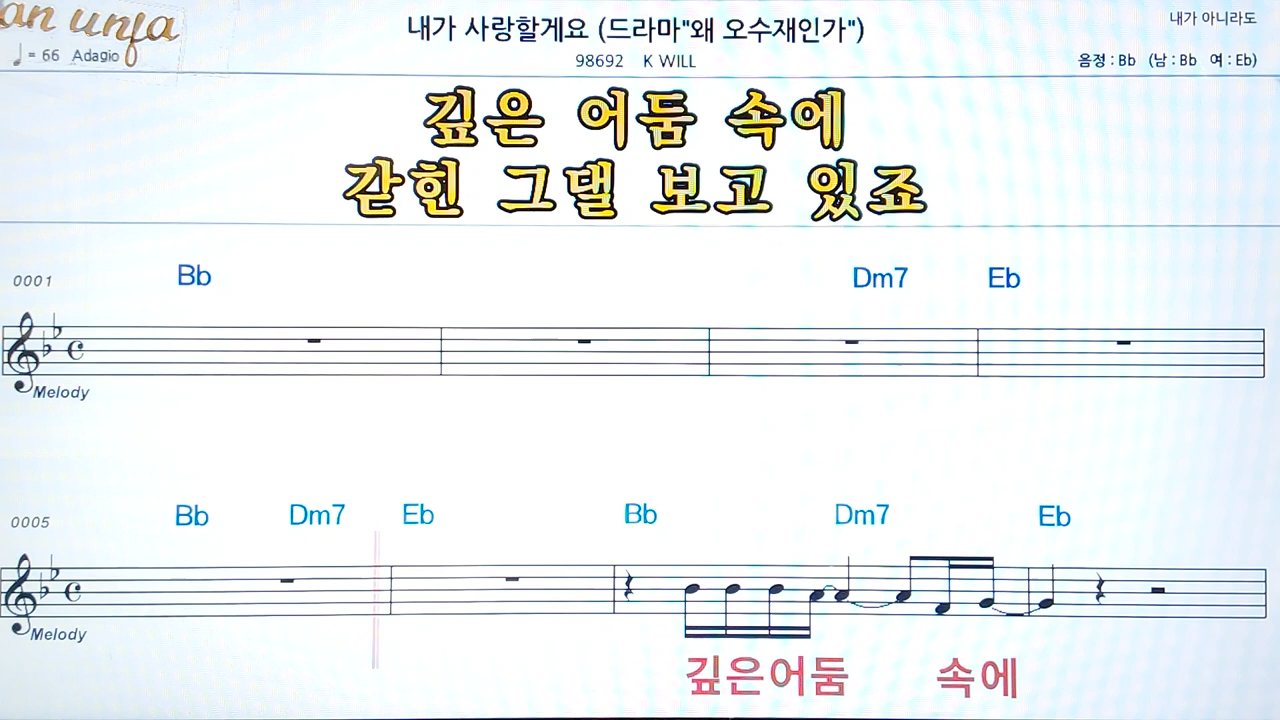 an unfa
♩ = 66 Adagio
내가 사랑할게요 (드라마"왜 오수재인가")
98692 K WILL
내가 아니라도
음정 : Bb (남 : Bb 여 : Eb)
깊은 어둠 속에
갇힌 그댈 보고 있죠
0001 Bb Dm7 Eb
Melody
0005 Bb Dm7 Eb Bb Dm7 Eb
Melody
깊은어둠 속에